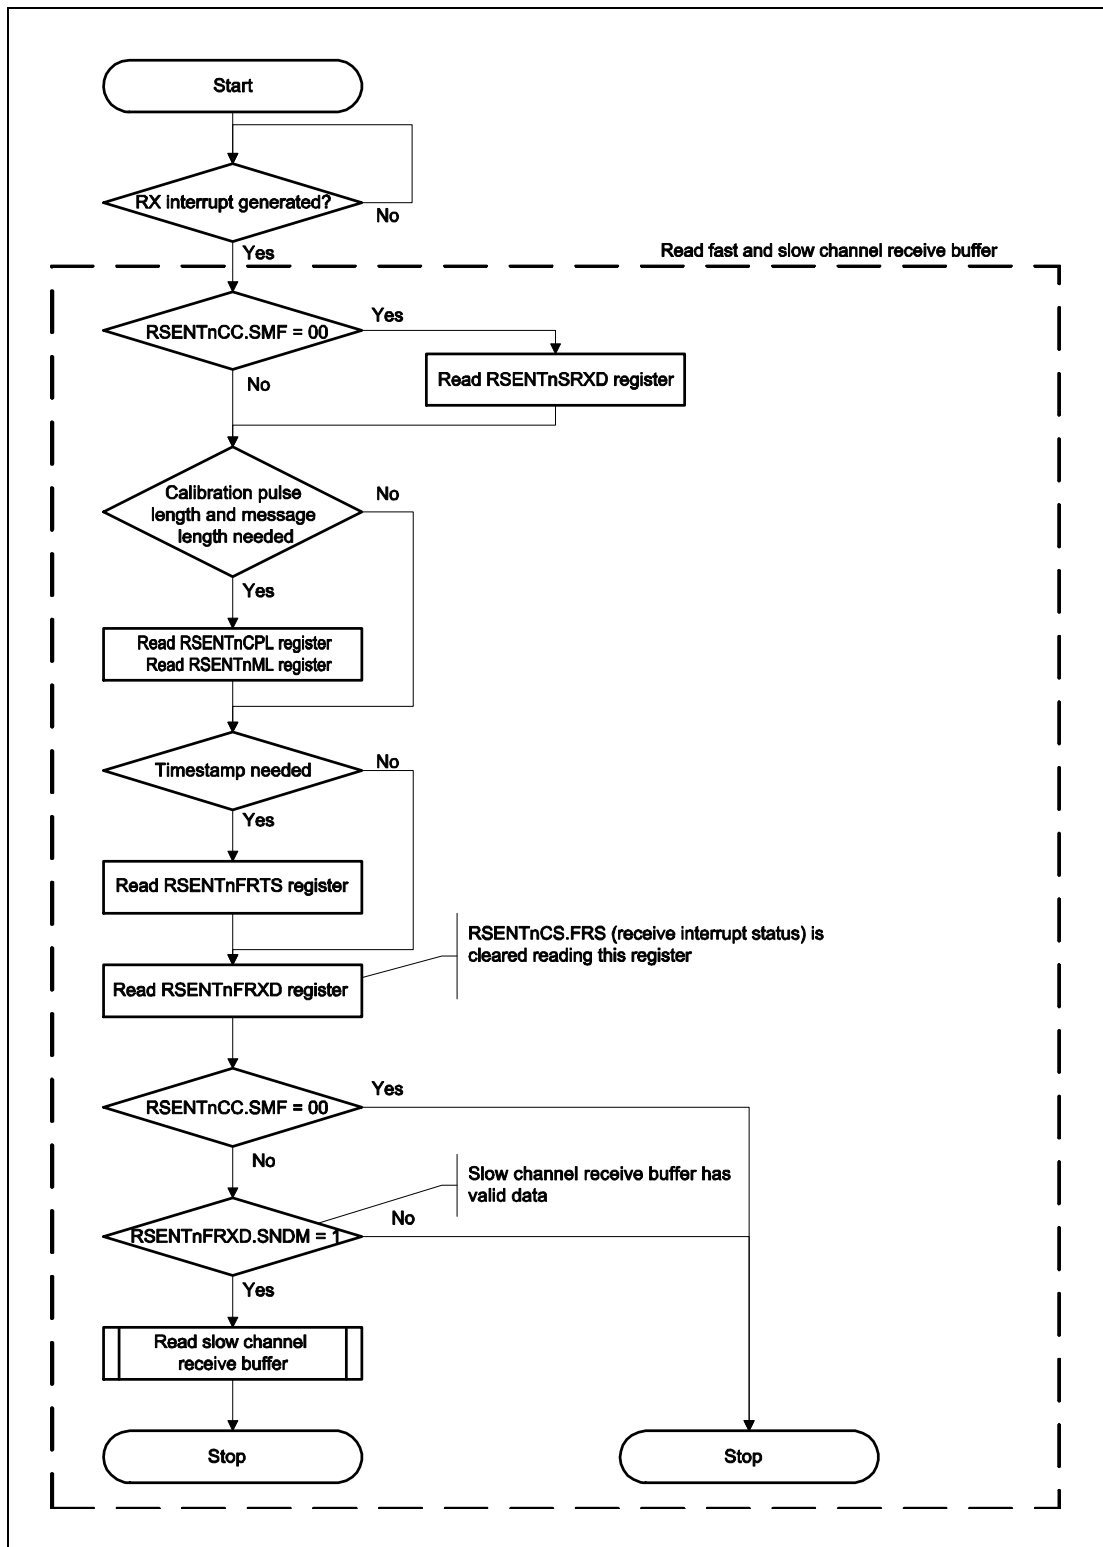 Start
RX interrupt generated?
No
Yes
Read fast and slow channel receive buffer
RSENTnCC.SMF = 00
Yes
Read RSENTnSRXD register
No
Calibration pulse
length and message
length needed
No
Yes
Read RSENTnCPL register
Read RSENTnML register
Timestamp needed
No
Yes
Read RSENTnFRTS register
RSENTnCS.FRS (receive interrupt status) is
cleared reading this register
Read RSENTnFRXD register
RSENTnCC.SMF = 00
Yes
No
Slow channel receive buffer has
valid data
RSENTnFRXD.SNDM = 1
No
Yes
Read slow channel
receive buffer
Stop
Stop